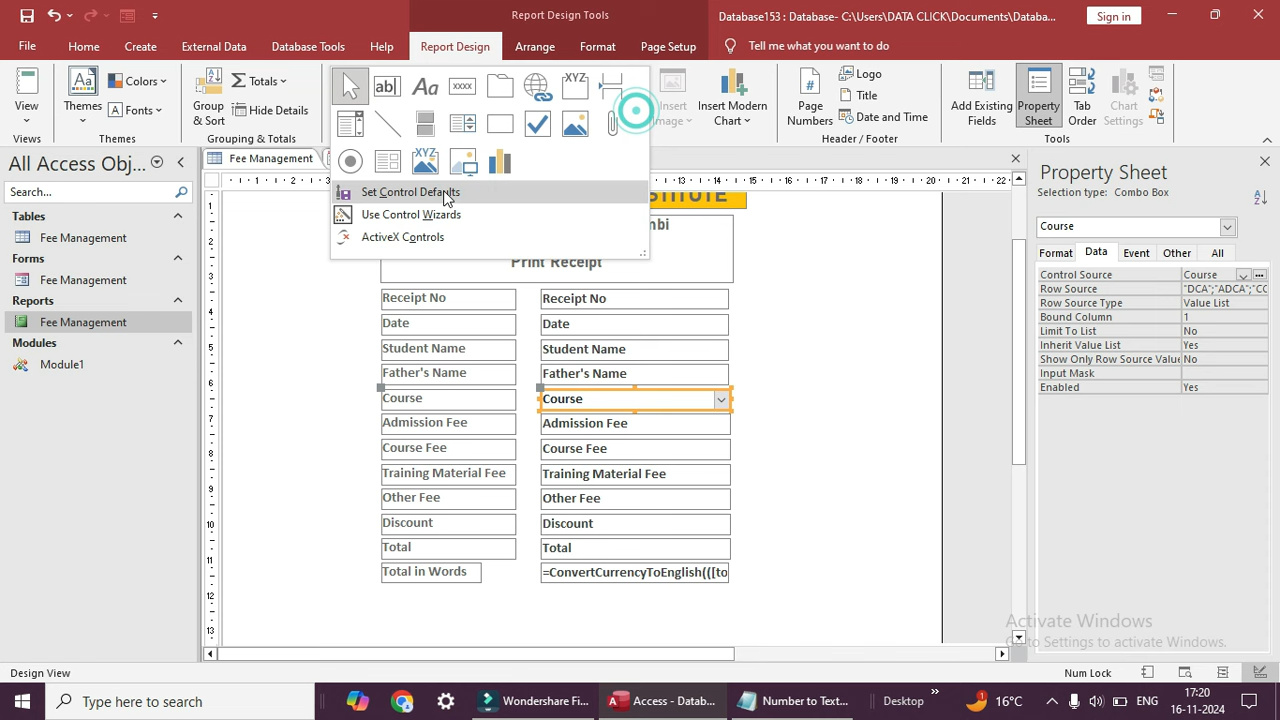 Report Design Tools
Database153 : Database- C:\Users\DATA CLICK\Documents\Databa...
Sign in
File Home Create External Data Database Tools Help Report Design Arrange Format Page Setup Tell me what you want to do
View
Views
Themes
Colors
Fonts
Themes
Group & Sort
Totals
Hide Details
Grouping & Totals
ab|
Aa
xxxx
XYZ
XYZ
Set Control Defaults
Use Control Wizards
ActiveX Controls
Insert Image
Insert Modern Chart
Page Numbers
Logo
Title
Date and Time
Header / Footer
Add Existing Fields
Property Sheet
Tab Order
Chart Settings
Tools
All Access Obj...
Search...
Tables
Fee Management
Forms
Fee Management
Reports
Fee Management
Modules
Module1
Fee Management
Print Receipt
Receipt No Receipt No
Date Date
Student Name Student Name
Father's Name Father's Name
Course Course
Admission Fee Admission Fee
Course Fee Course Fee
Training Material Fee Training Material Fee
Other Fee Other Fee
Discount Discount
Total Total
Total in Words =ConvertCurrencyToEnglish(([to
Property Sheet
Selection type: Combo Box
Course
Format Data Event Other All
Control Source Course
Row Source "DCA";"ADCA";"CC
Row Source Type Value List
Bound Column 1
Limit To List No
Inherit Value List Yes
Show Only Row Source Value No
Input Mask
Enabled Yes
Activate Windows
Go to Settings to activate Windows.
Design View
Num Lock
Type here to search
Wondershare Fi...
Access - Datab...
Number to Text...
Desktop
16°C
ENG
17:20
16-11-2024